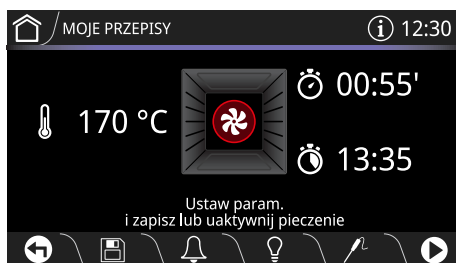 MOJE PRZEPISY
i 12:30
170 °C
00:55'
13:35
Ustaw param.
i zapisz lub uaktywnij pieczenie